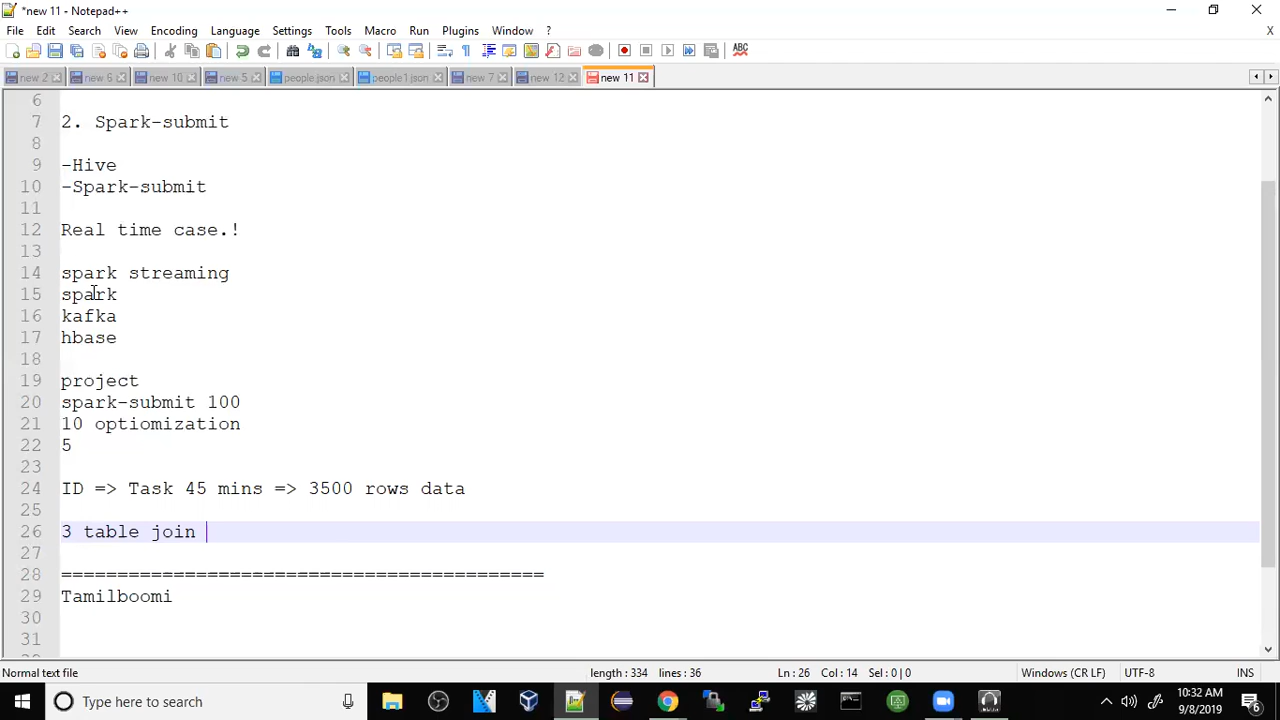 *new 11 - Notepad++
File Edit Search View Encoding Language Settings Tools Macro Run Plugins Window ?
X
ABC
new 2 new 6 new 10 new 5 people.json people1.json new 7 new 12 new 11
6
7 2. Spark-submit
8
9 -Hive
10 -Spark-submit
11
12 Real time case.!
13
14 spark streaming
15 spark
16 kafka
17 hbase
18
19 project
20 spark-submit 100
21 10 optiomization
22 5
23
24 ID => Task 45 mins => 3500 rows data
25
26 3 table join
27
28 ===========================================
29 Tamilboomi
30
31
Normal text file length : 334 lines : 36 Ln : 26 Col : 14 Sel : 0 | 0 Windows (CR LF) UTF-8 INS
Type here to search
10:32 AM
9/8/2019
6